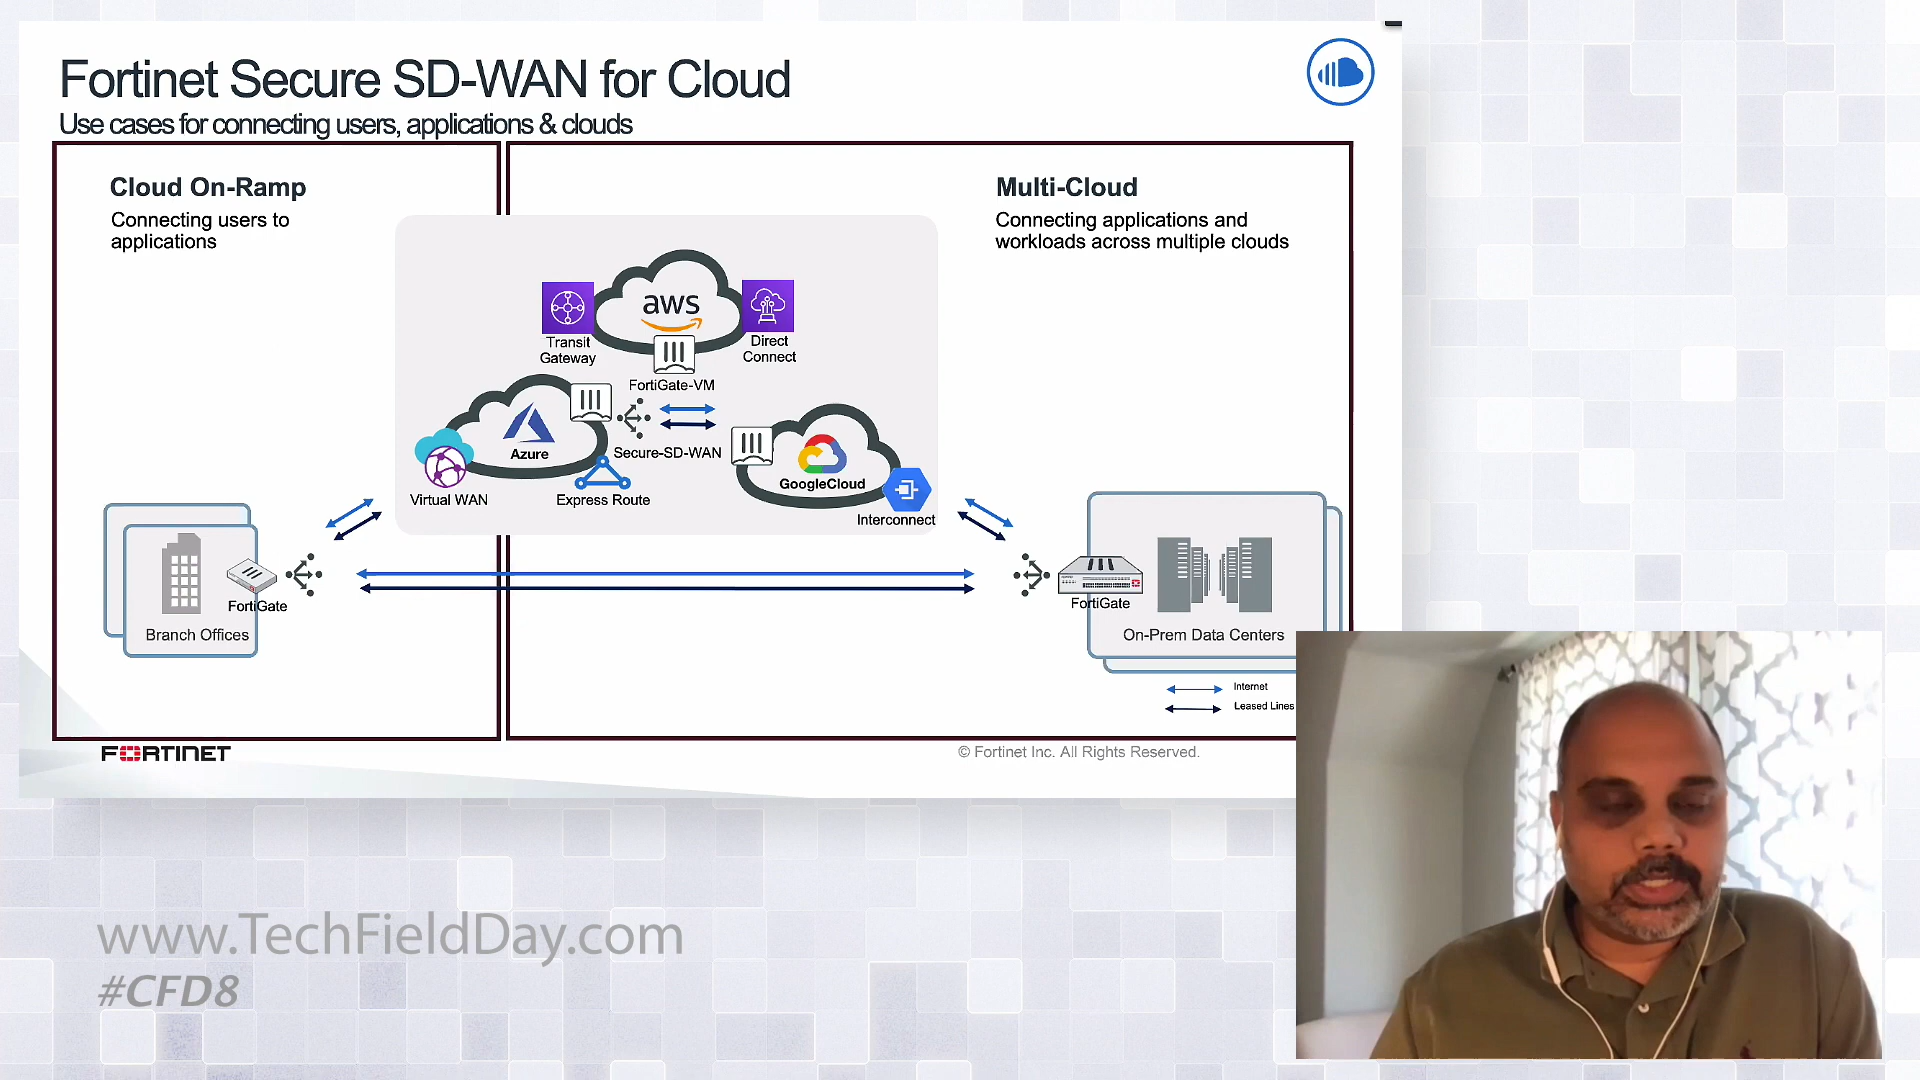 Fortinet Secure SD-WAN for Cloud
Use cases for connecting users, applications & clouds
Cloud On-Ramp
Connecting users to
applications
Multi-Cloud
Connecting applications and
workloads across multiple clouds
aws
Transit
Gateway
Direct
Connect
FortiGate-VM
Azure
Secure-SD-WAN
GoogleCloud
Virtual WAN
Express Route
Interconnect
FortiGate
Branch Offices
FortiGate
On-Prem Data Centers
Internet
Leased Lines
FORTINET
© Fortinet Inc. All Rights Reserved.
www.TechFieldDay.com
#CFD8